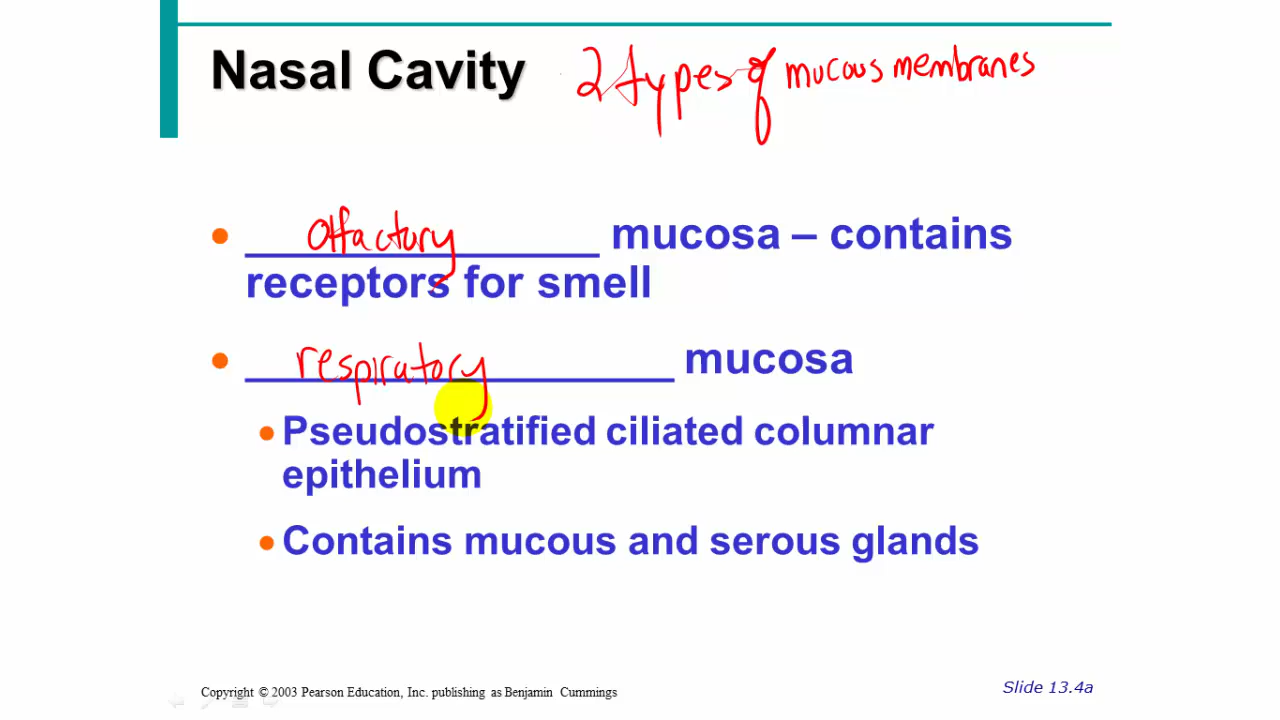 Nasal Cavity 2 types of mucous membranes
• olfactory mucosa – contains
receptors for smell
• respiratory mucosa
• Pseudostratified ciliated columnar
epithelium
• Contains mucous and serous glands
Copyright © 2003 Pearson Education, Inc. publishing as Benjamin Cummings
Slide 13.4a